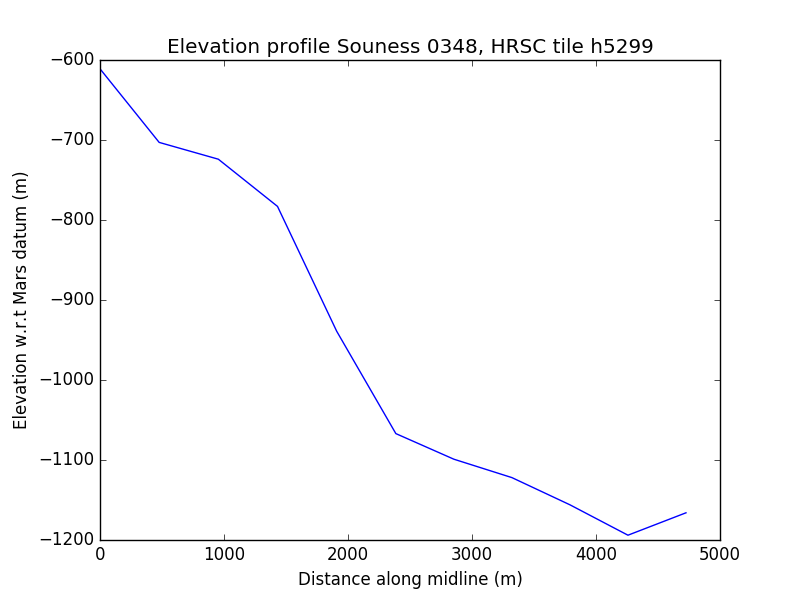 Elevation profile Souness 0348, HRSC tile h5299
Elevation w.r.t Mars datum (m)
−600
−700
−800
−900
−1000
−1100
−1200
0 1000 2000 3000 4000 5000
Distance along midline (m)